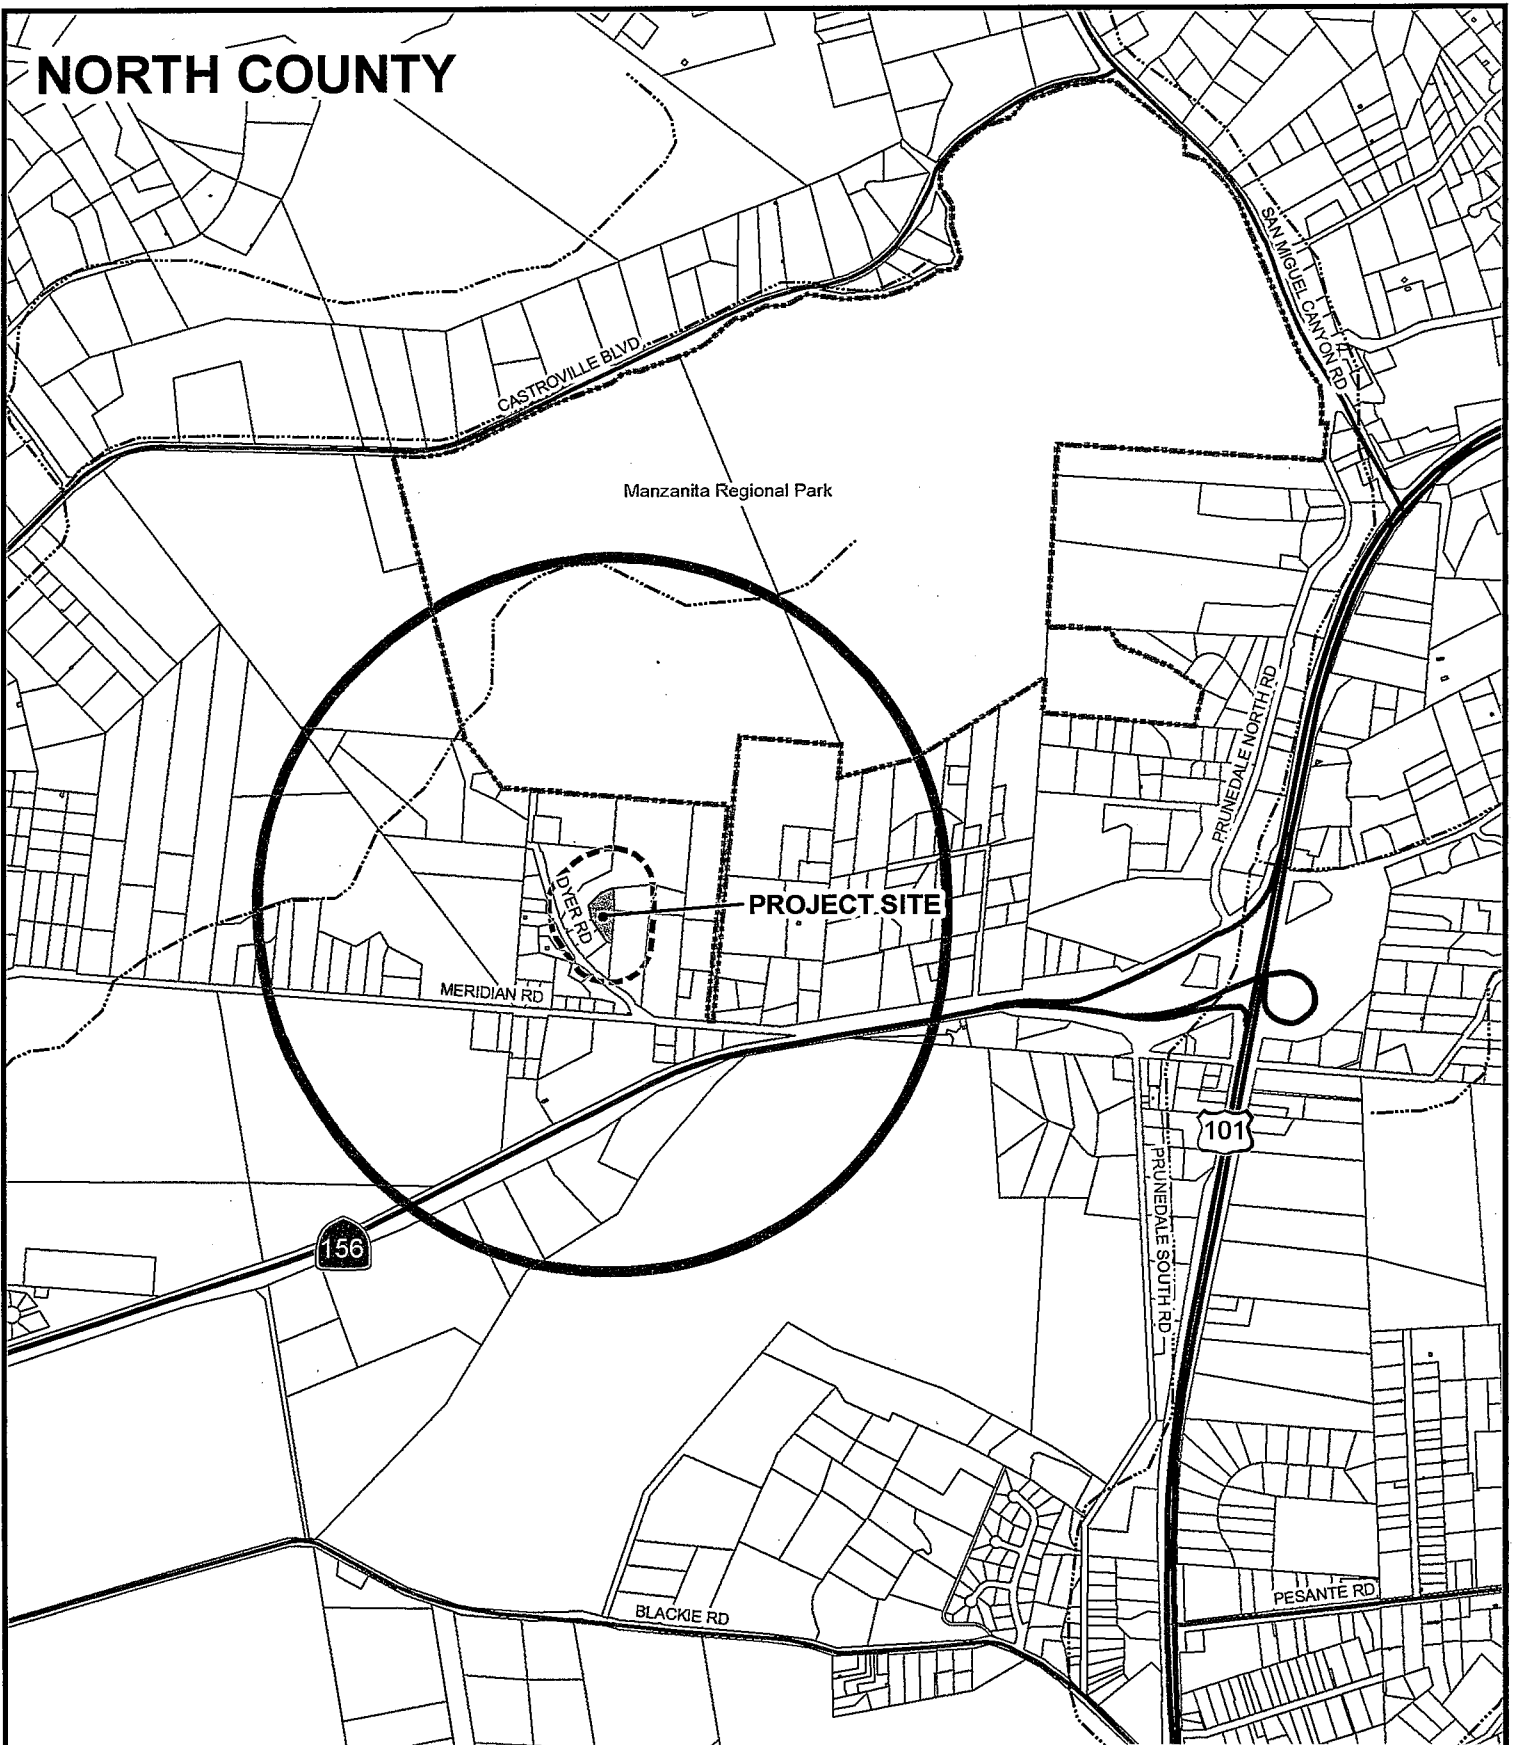 NORTH COUNTY
SAN MIGUEL CANYON RD
CASTROVILLE BLVD
Manzanita Regional Park
PRUNEDALE NORTH RD
DYER RD
PROJECT SITE
MERIDIAN RD
101
PRUNEDALE SOUTH RD
156
PESANTE RD
BLACKIE RD